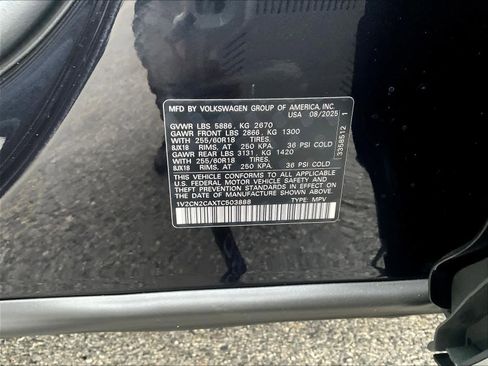 MFD BY VOLKSWAGEN GROUP OF AMERICA, INC.
USA 08/2025
GVWR LBS 5886, KG 2670
GAWR FRONT LBS 2866, KG 1300
WITH 255/60R18 TIRES,
8JX18 RIMS, AT 250 KPA, 36 PSI COLD
GAWR REAR LBS 3131, KG 1420
WITH 255/60R18 TIRES,
8JX18 RIMS, AT 250 KPA, 36 PSI COLD
THIS VEHICLE CONFORMS TO ALL APPLICABLE
U.S. FEDERAL MOTOR VEHICLE SAFETY
AND THEFT PREVENTION STANDARDS IN EFFECT ON
THE DATE OF MANUFACTURE SHOWN ABOVE.
1V2CN2CAXTC503888 TYPE: MPV
3358512 1